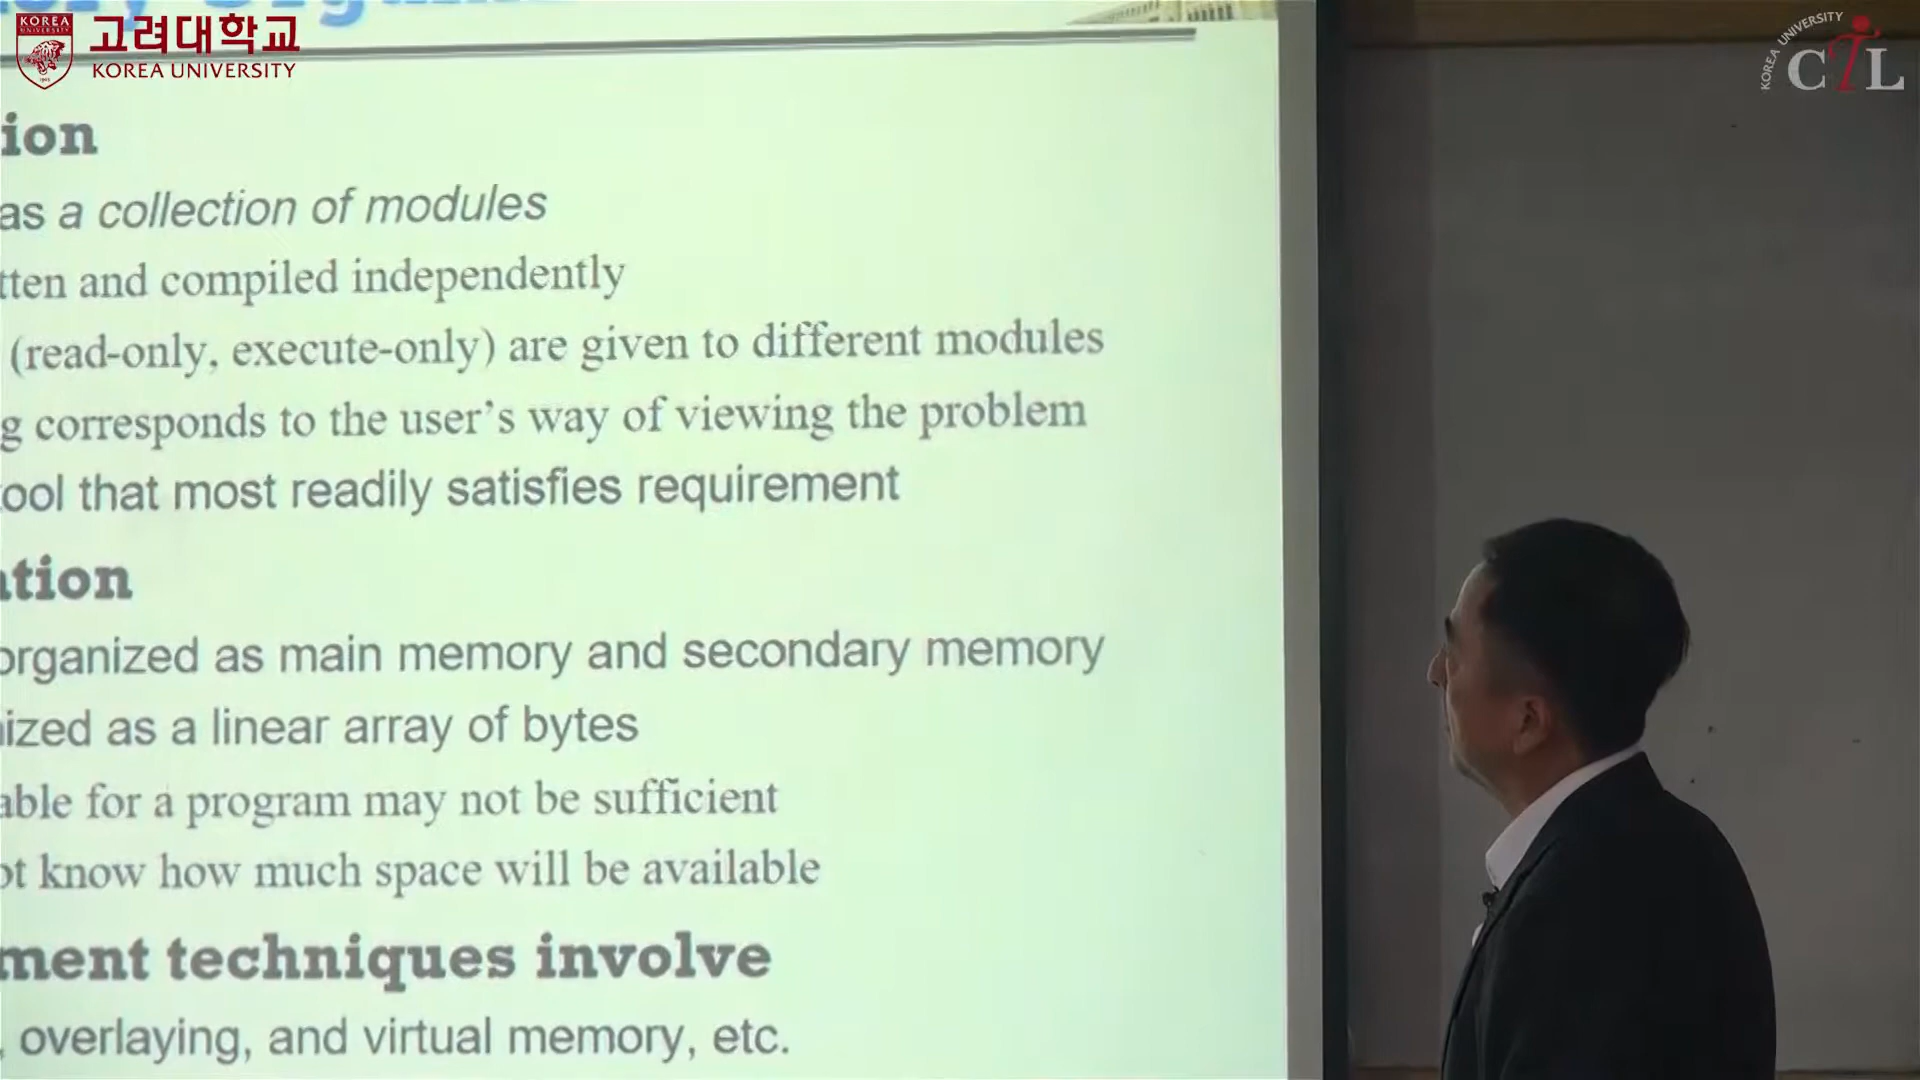 KOREA
UNIVERSITY
1905
고려대학교
KOREA UNIVERSITY
KOREA UNIVERSITY
CTL
ion
as a collection of modules
tten and compiled independently
(read-only, execute-only) are given to different modules
g corresponds to the user's way of viewing the problem
ool that most readily satisfies requirement
tion
organized as main memory and secondary memory
ized as a linear array of bytes
able for a program may not be sufficient
ot know how much space will be available
ment techniques involve
, overlaying, and virtual memory, etc.